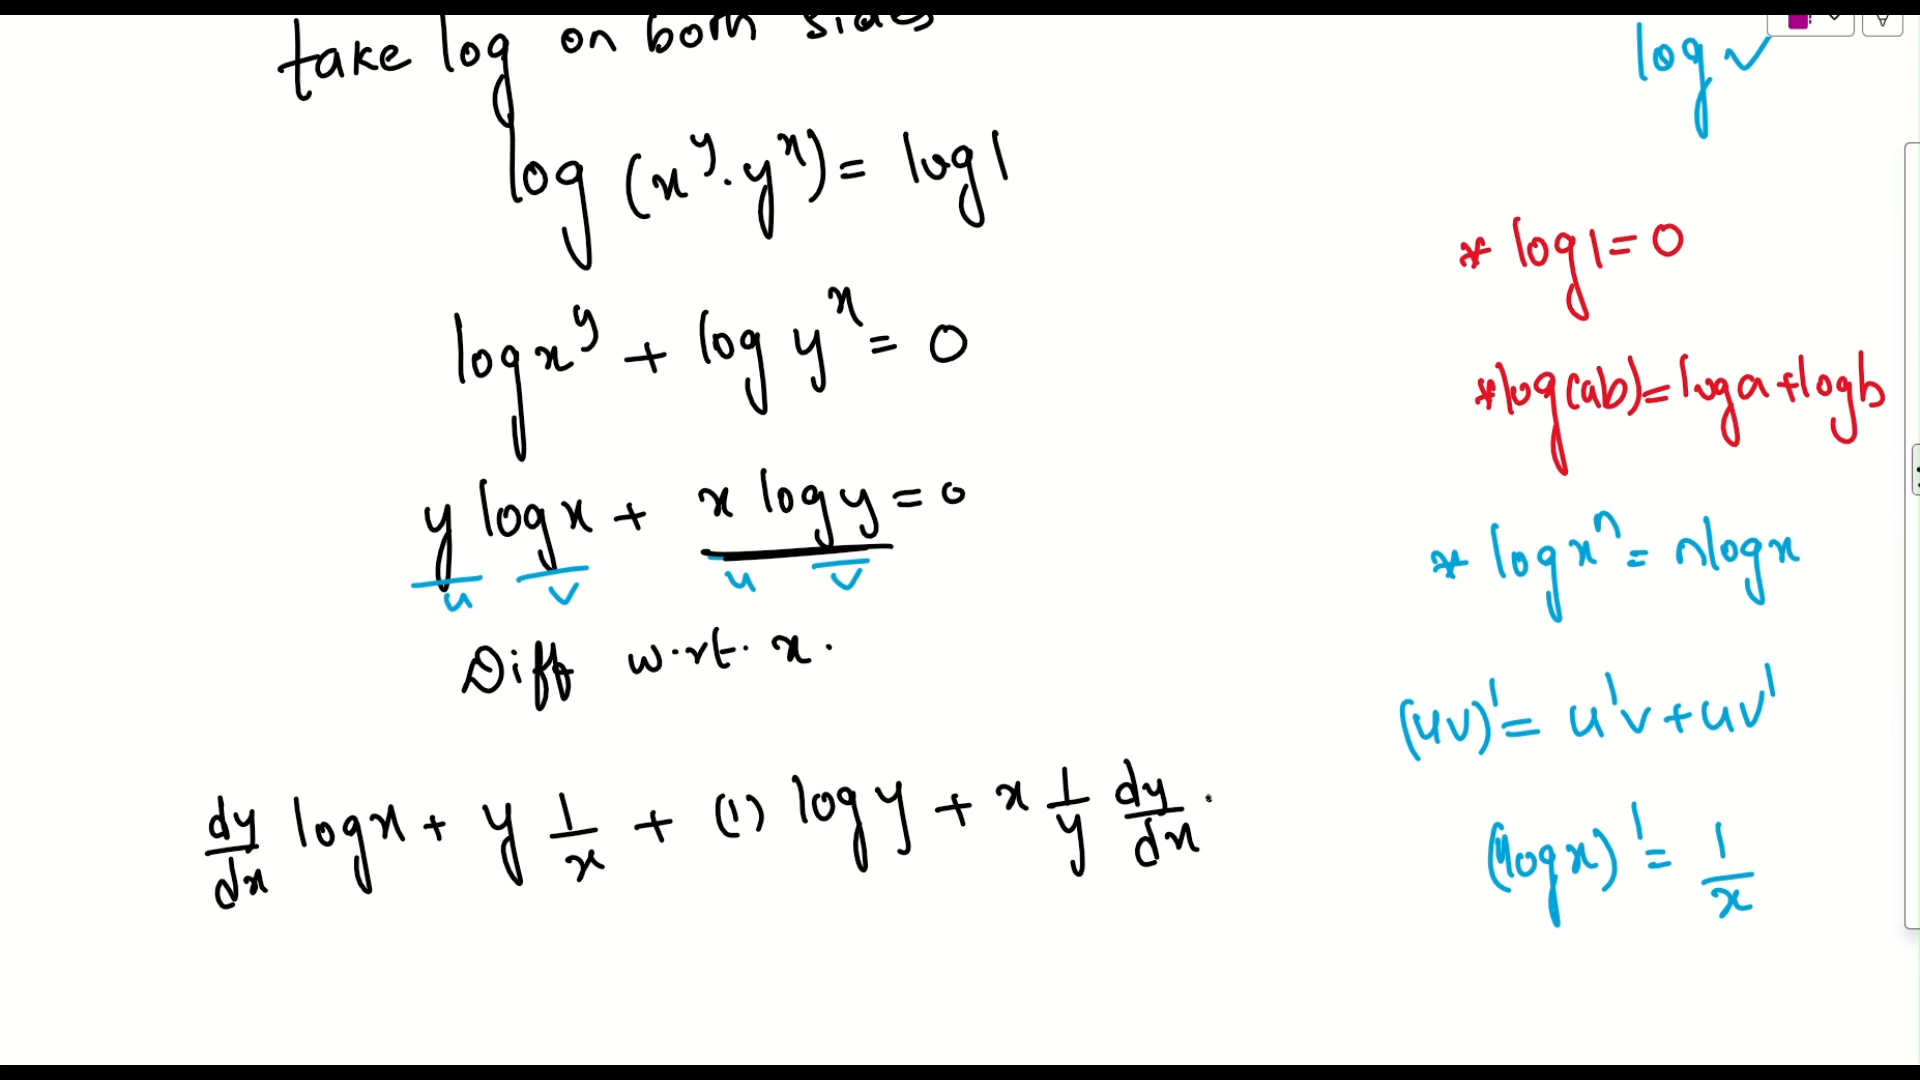 take log on both sides
log (x^y · y^x) = log 1
log x^y + log y^x = 0
y log x + x log y = 0
u v u v
Diff w.r.t. x.
dy/dx log x + y 1/x + (1) log y + x 1/y dy/dx .
log ✓
* log 1 = 0
* log(ab) = log a + log b
* log x^n = n log x
(uv)' = u'v + uv'
(log x)' = 1/x